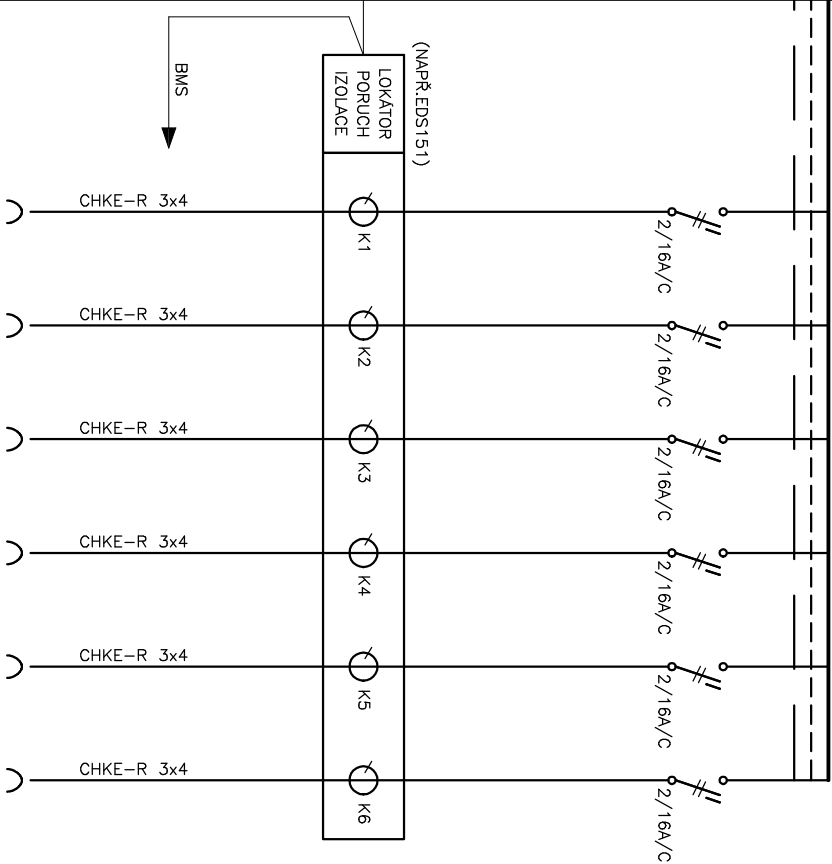 (NAPŘ.EDS151)
LOKÁTOR
PORUCH
IZOLACE
BMS
CHKE-R 3x4
K1
2/16A/C
CHKE-R 3x4
K2
2/16A/C
CHKE-R 3x4
K3
2/16A/C
CHKE-R 3x4
K4
2/16A/C
CHKE-R 3x4
K5
2/16A/C
CHKE-R 3x4
K6
2/16A/C